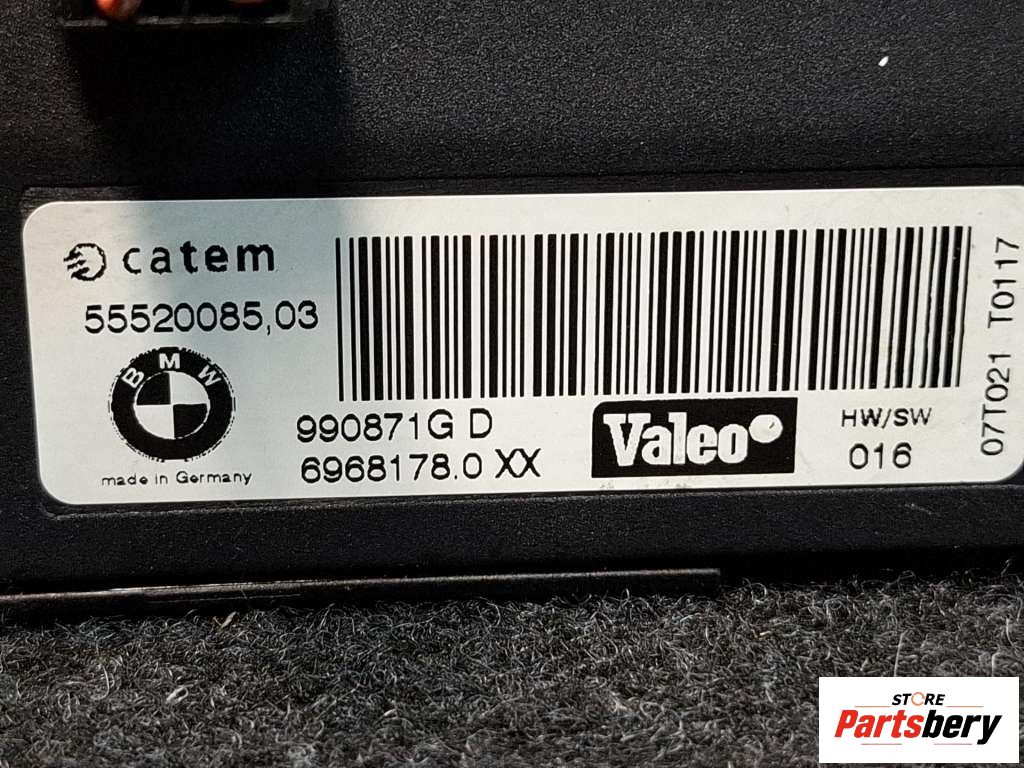 catem
55520085,03
BMW
made in Germany
990871G D
6968178.0 XX
Valeo
HW/SW
016
07T021 T0117
STORE
Partsbery